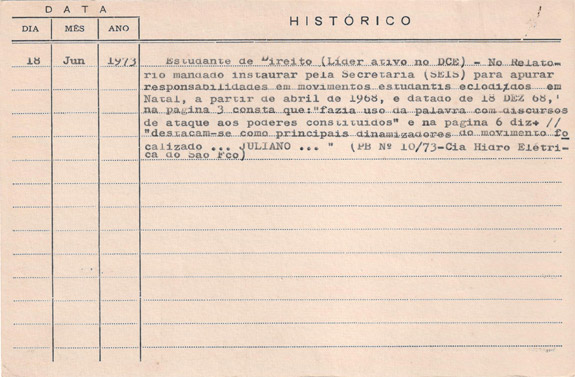 DATA
HISTÓRICO
DIA MÊS ANO
18 Jun 1973 Estudante de Direito (Líder ativo no DCE) - No Relato-
rio mandado instaurar pela Secretaria (SEIS) para apurar
responsabilidades em movimentos estudantis eclodidos em
Natal, a partir de abril de 1968, e datado de 18 DEZ 68,'
na pagina 3 consta que:"fazia uso da palavra com discursos
de ataque aos poderes constituidos" e na pagina 6 diz+ //
"destacam-se como principais dinamizadores do movimento fo
calizado ... JULIANO ... " (PB Nº 10/73-Cia Hidro Elétri-
ca do Sao Fco)